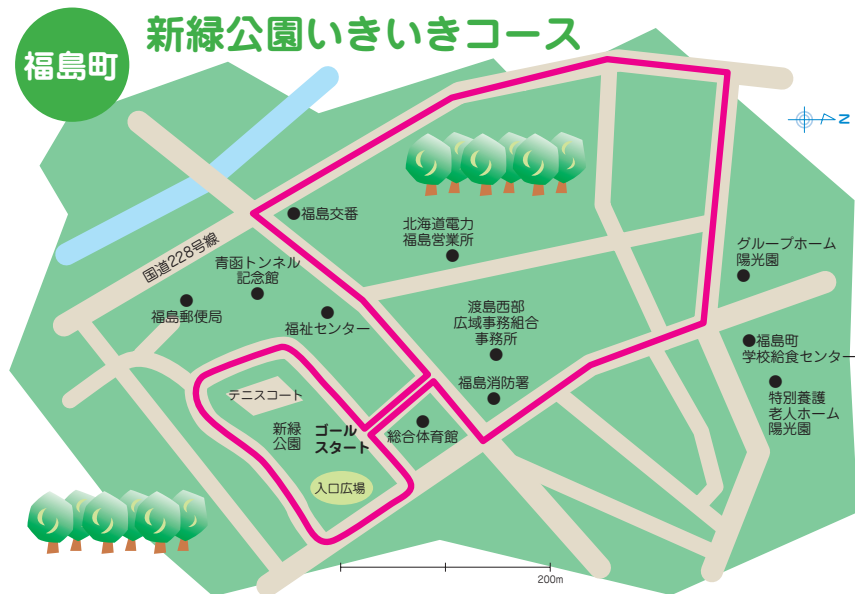 福島町
新緑公園いきいきコース
N
福島交番
北海道電力
福島営業所
国道228号線
青函トンネル
記念館
グループホーム
陽光園
福島郵便局
福祉センター
渡島西部
広域事務組合
事務所
福島町
学校給食センター
福島消防署
特別養護
老人ホーム
陽光園
テニスコート
新緑
公園
ゴール
スタート
総合体育館
入口広場
200m